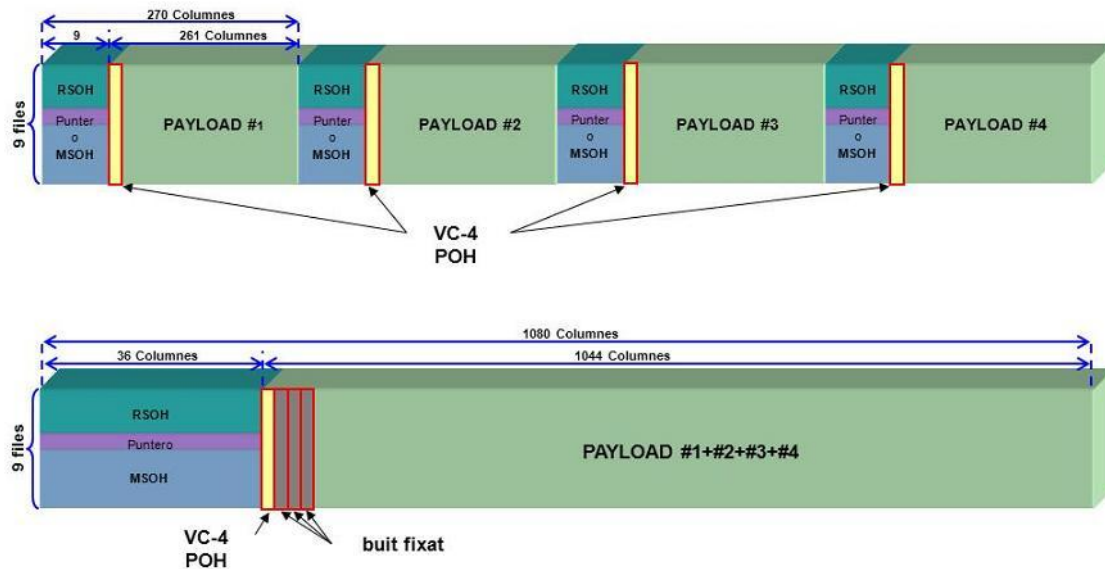 270 Columnes
9
261 Columnes
9 files
RSOH
Punter
o
MSOH
PAYLOAD #1
RSOH
Punter
o
MSOH
PAYLOAD #2
RSOH
Punter
o
MSOH
PAYLOAD #3
RSOH
Punter
o
MSOH
PAYLOAD #4
VC-4
POH
1080 Columnes
36 Columnes
1044 Columnes
9 files
RSOH
Puntero
MSOH
PAYLOAD #1+#2+#3+#4
VC-4
POH
buit fixat